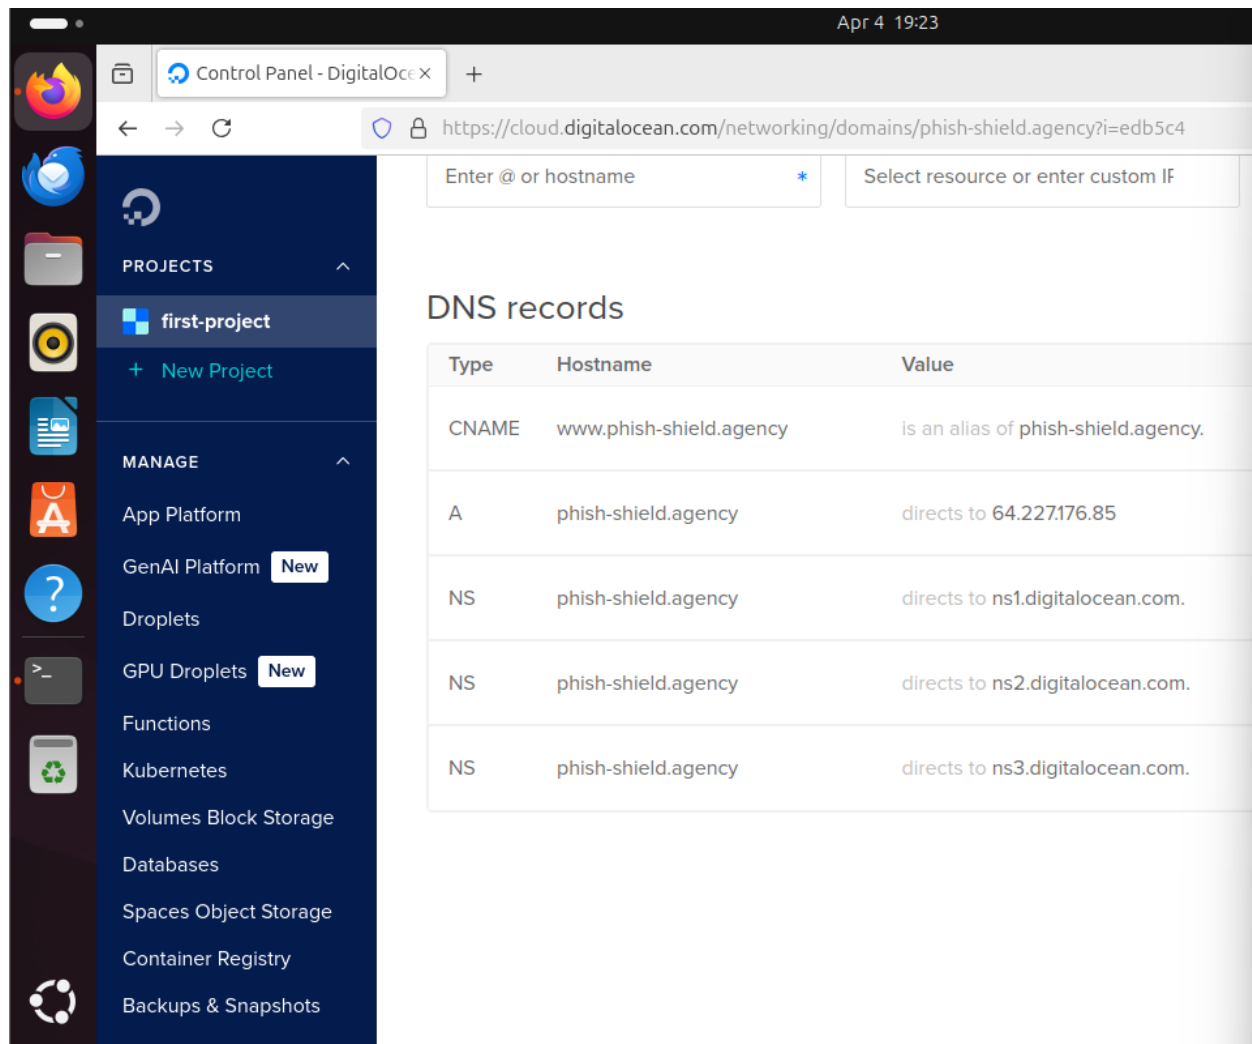 Apr 4 19:23
Control Panel - DigitalOce
https://cloud.digitalocean.com/networking/domains/phish-shield.agency?i=edb5c4
Enter @ or hostname *
Select resource or enter custom IP
PROJECTS
first-project
+ New Project
MANAGE
App Platform
GenAI Platform New
Droplets
GPU Droplets New
Functions
Kubernetes
Volumes Block Storage
Databases
Spaces Object Storage
Container Registry
Backups & Snapshots
DNS records
Type Hostname Value
CNAME www.phish-shield.agency is an alias of phish-shield.agency.
A phish-shield.agency directs to 64.227.176.85
NS phish-shield.agency directs to ns1.digitalocean.com.
NS phish-shield.agency directs to ns2.digitalocean.com.
NS phish-shield.agency directs to ns3.digitalocean.com.